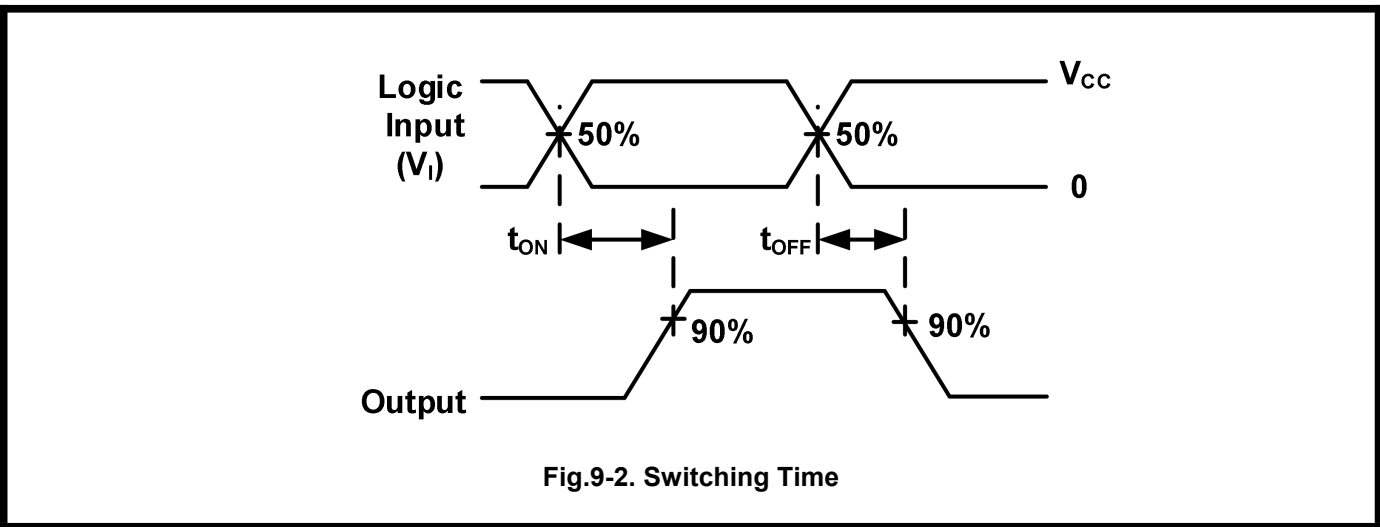 Logic
Input
(VI)
VCC
50%
50%
0
tON
tOFF
90%
90%
Output
Fig.9-2. Switching Time